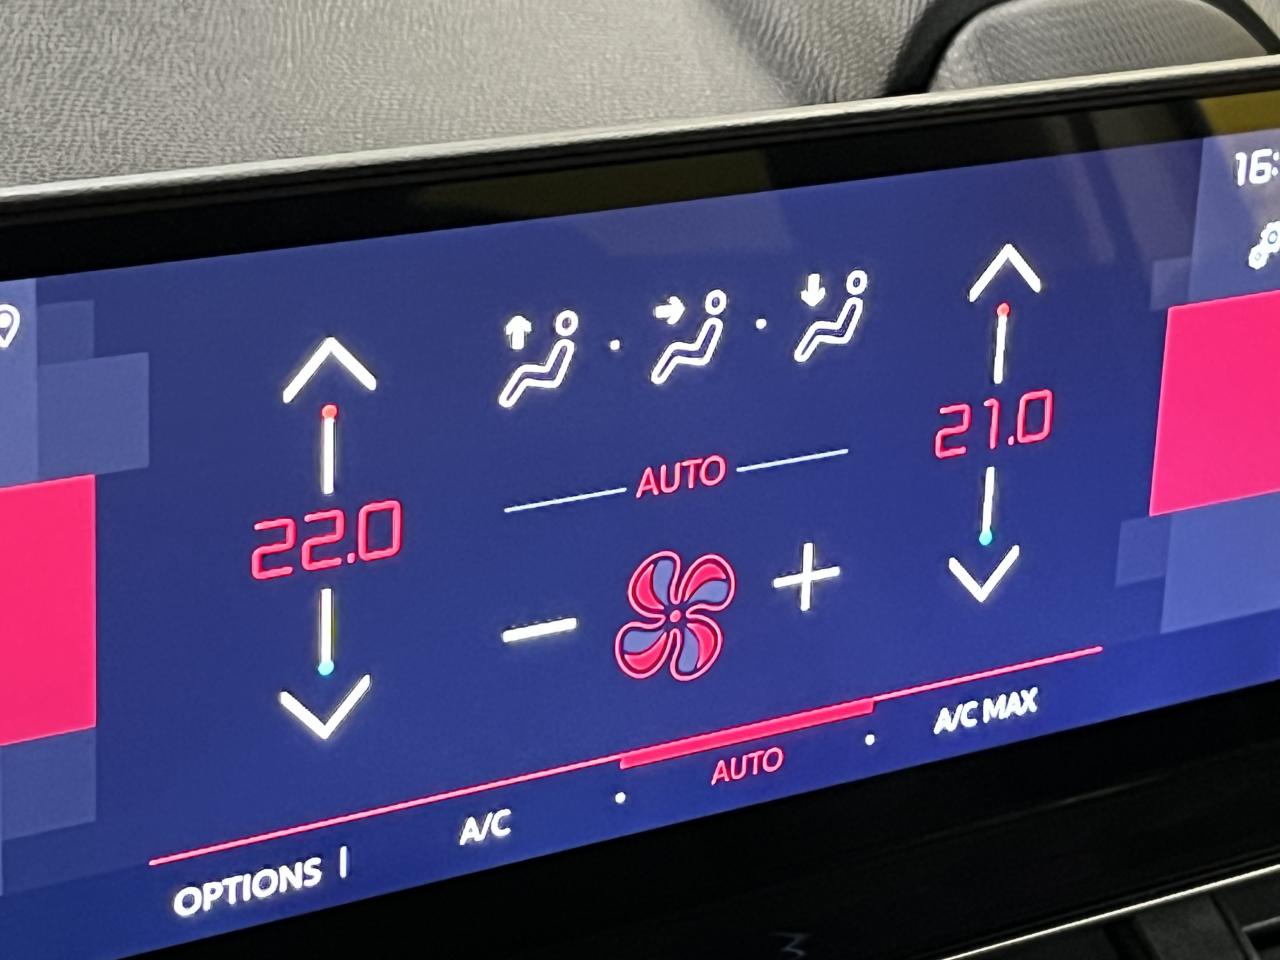 16:
21.0
AUTO
22.0
A/C MAX
AUTO
A/C
OPTIONS